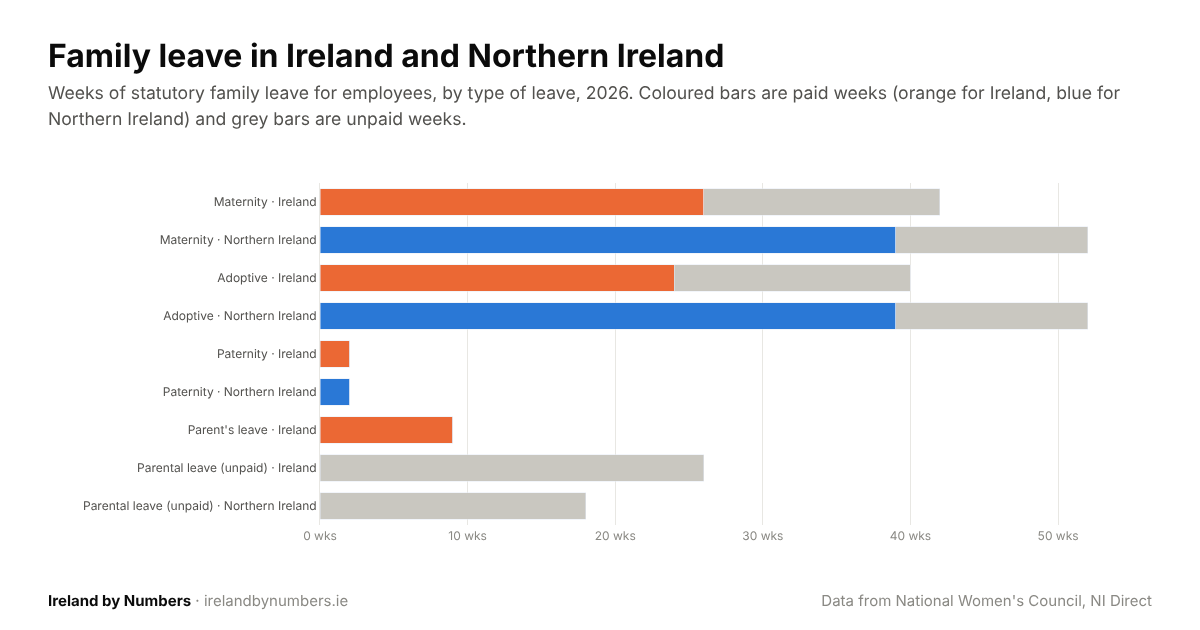 Family leave in Ireland and Northern Ireland
Weeks of statutory family leave for employees, by type of leave, 2026. Coloured bars are paid weeks (orange for Ireland, blue for
Northern Ireland) and grey bars are unpaid weeks.
Maternity · Ireland
Maternity · Northern Ireland
Adoptive · Ireland
Adoptive · Northern Ireland
Paternity · Ireland
Paternity · Northern Ireland
Parent's leave · Ireland
Parental leave (unpaid) · Ireland
Parental leave (unpaid) · Northern Ireland
0 wks 10 wks 20 wks 30 wks 40 wks 50 wks
Ireland by Numbers · irelandbynumbers.ie Data from National Women's Council, NI Direct